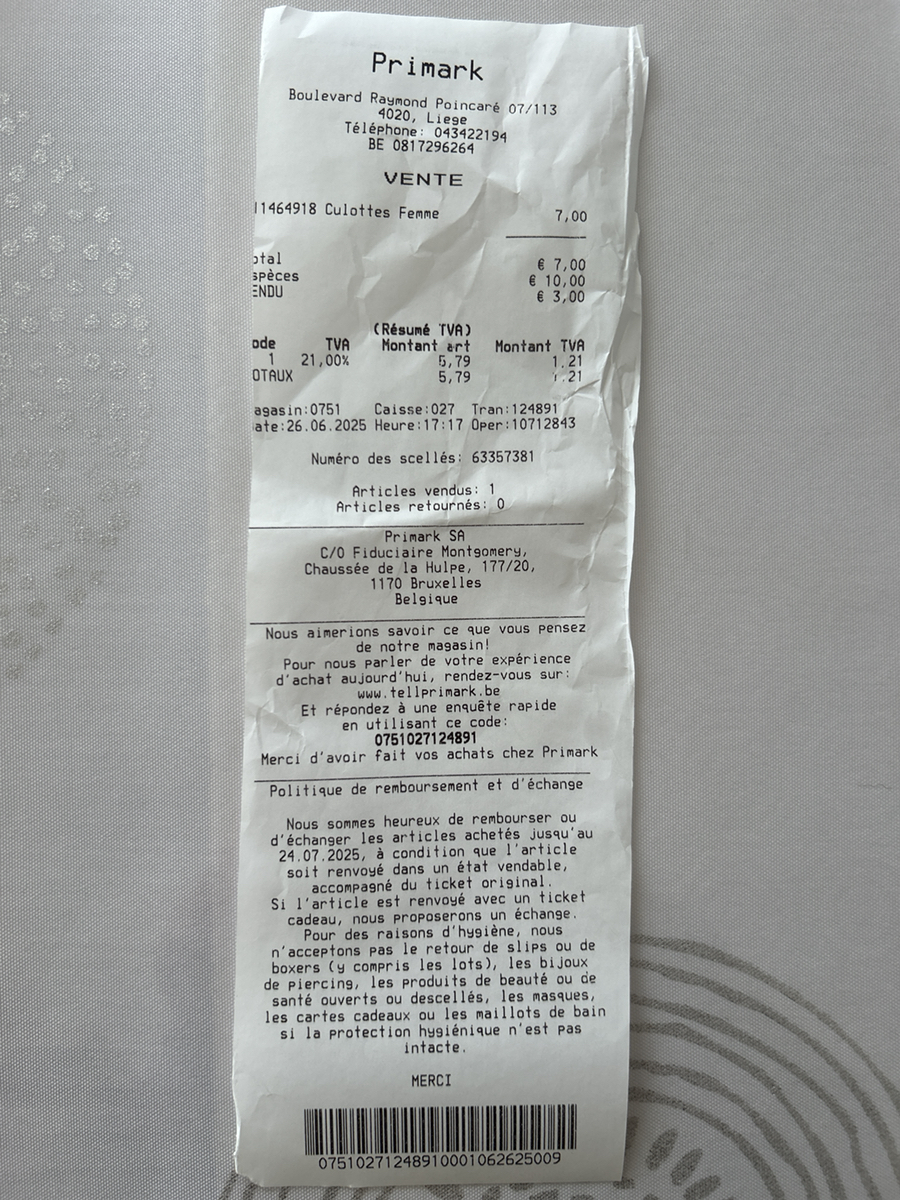 Primark
Boulevard Raymond Poincaré 07/113
4020, Liege
Téléphone: 043422194
BE 0817296264
VENTE
11464918 Culottes Femme 7,00
otal € 7,00
spèces € 10,00
ENDU € 3,00
(Résumé TVA)
ode TVA Montant art Montant TVA
1 21,00% 5,79 1.21
OTAUX 5,79 1.21
agasin:0751 Caisse:027 Tran:124891
ate:26.06.2025 Heure:17:17 Oper:10712843
Numéro des scellés: 63357381
Articles vendus: 1
Articles retournés: 0
Primark SA
C/O Fiduciaire Montgomery,
Chaussée de la Hulpe, 177/20,
1170 Bruxelles
Belgique
Nous aimerions savoir ce que vous pensez
de notre magasin!
Pour nous parler de votre expérience
d'achat aujourd'hui, rendez-vous sur:
www.tellprimark.be
Et répondez à une enquête rapide
en utilisant ce code:
0751027124891
Merci d'avoir fait vos achats chez Primark
Politique de remboursement et d'échange
Nous sommes heureux de rembourser ou
d'échanger les articles achetés jusqu'au
24.07.2025, à condition que l'article
soit renvoyé dans un état vendable,
accompagné du ticket original.
Si l'article est renvoyé avec un ticket
cadeau, nous proposerons un échange.
Pour des raisons d'hygiène, nous
n'acceptons pas le retour de slips ou de
boxers (y compris les lots), les bijoux
de piercing, les produits de beauté ou de
santé ouverts ou descellés, les masques,
les cartes cadeaux ou les maillots de bain
si la protection hygiénique n'est pas
intacte.
MERCI
07510271248910001062625009